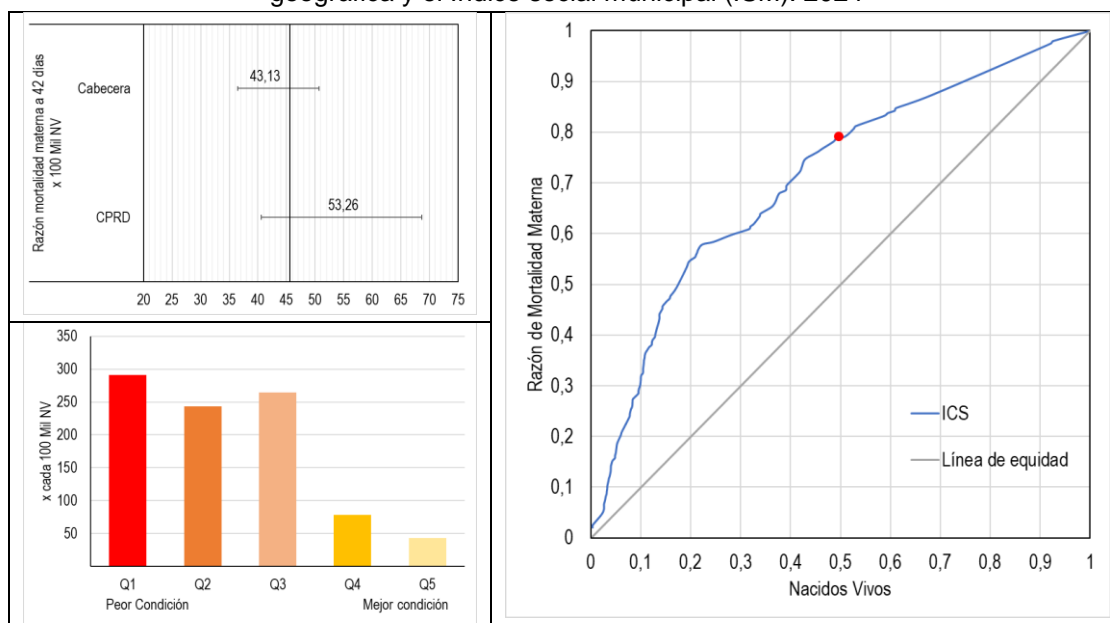 geográfica y el índice social municipal (ISM). 2021
Razón mortalidad materna a 42 días
x 100 Mil NV
Cabecera
43,13
CPRD
53,26
20 25 30 35 40 45 50 55 60 65 70 75
x cada 100 Mil NV
350
300
250
200
150
100
50
Q1 Q2 Q3 Q4 Q5
Peor Condición Mejor condición
Razón de Mortalidad Materna
1
0,9
0,8
0,7
0,6
0,5
0,4
0,3
0,2
0,1
0
ICS
Línea de equidad
0 0,1 0,2 0,3 0,4 0,5 0,6 0,7 0,8 0,9 1
Nacidos Vivos